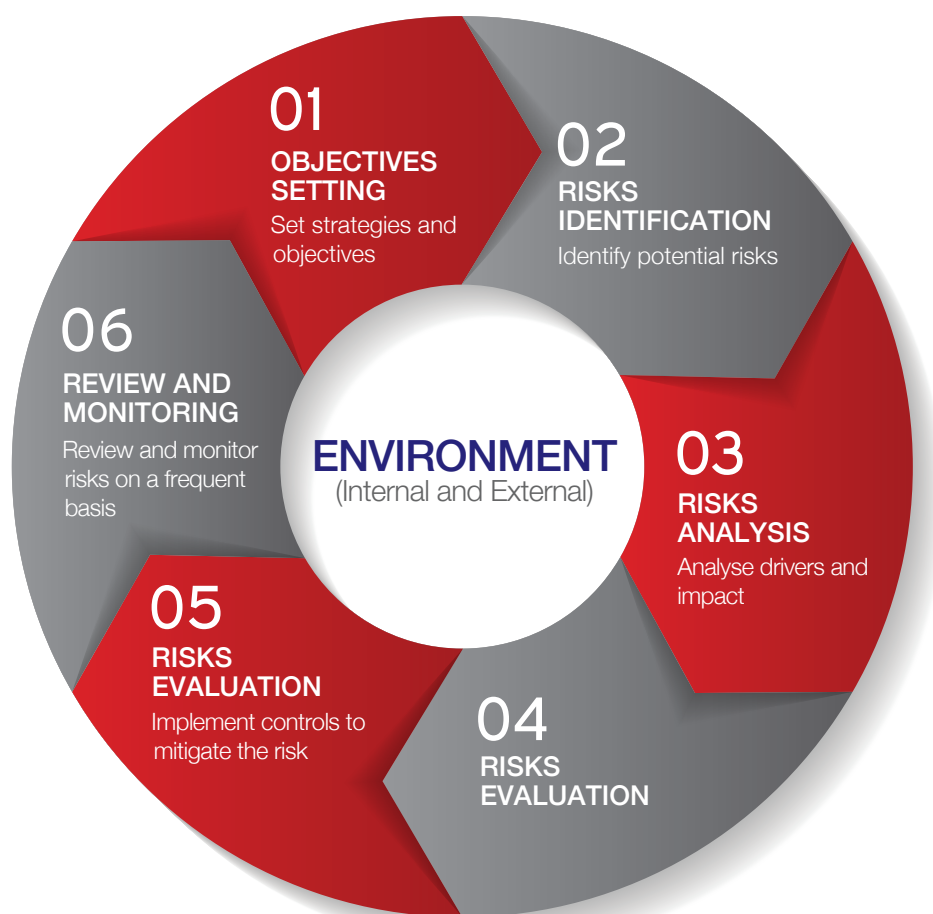 01
OBJECTIVES
SETTING
Set strategies and
objectives
02
RISKS
IDENTIFICATION
Identify potential risks
03
RISKS
ANALYSIS
Analyse drivers and
impact
04
RISKS
EVALUATION
05
RISKS
EVALUATION
Implement controls to
mitigate the risk
06
REVIEW AND
MONITORING
Review and monitor
risks on a frequent
basis
ENVIRONMENT
(Internal and External)